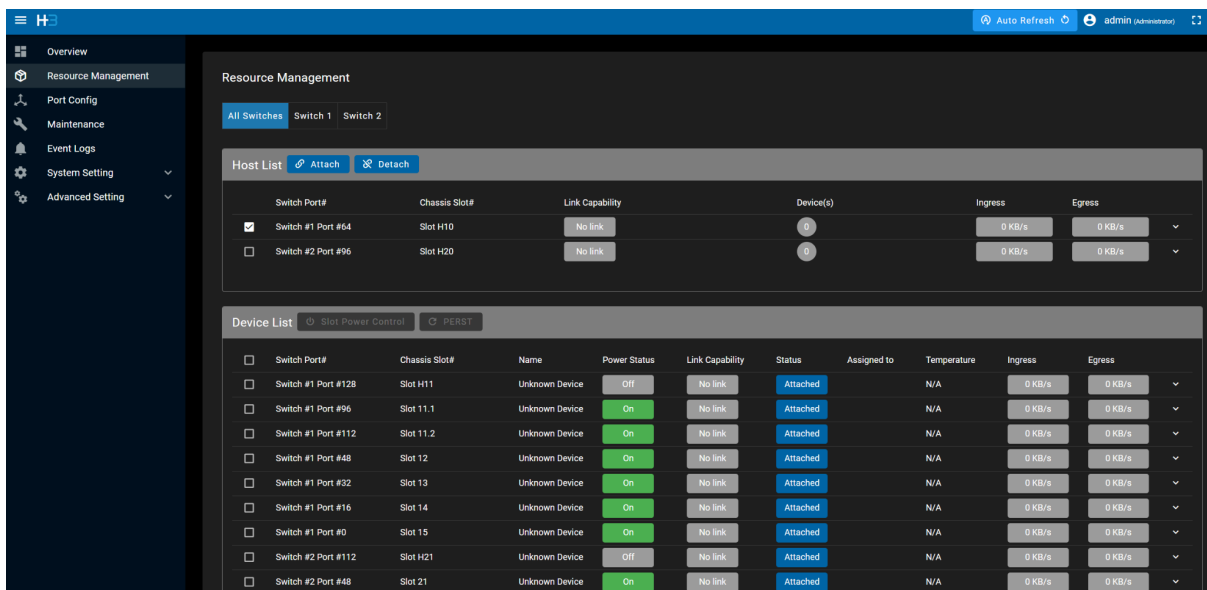 H3 Auto Refresh admin (Administrator)
Overview
Resource Management
Port Config
Maintenance
Event Logs
System Setting
Advanced Setting
Resource Management
All Switches Switch 1 Switch 2
Host List Attach Detach
Switch Port# Chassis Slot# Link Capability Device(s) Ingress Egress
Switch #1 Port #64 Slot H10 No link 0 0 KB/s 0 KB/s
Switch #2 Port #96 Slot H20 No link 0 0 KB/s 0 KB/s
Device List Slot Power Control PERST
Switch Port# Chassis Slot# Name Power Status Link Capability Status Assigned to Temperature Ingress Egress
Switch #1 Port #128 Slot H11 Unknown Device Off No link Attached N/A 0 KB/s 0 KB/s
Switch #1 Port #96 Slot 11.1 Unknown Device On No link Attached N/A 0 KB/s 0 KB/s
Switch #1 Port #112 Slot 11.2 Unknown Device On No link Attached N/A 0 KB/s 0 KB/s
Switch #1 Port #48 Slot 12 Unknown Device On No link Attached N/A 0 KB/s 0 KB/s
Switch #1 Port #32 Slot 13 Unknown Device On No link Attached N/A 0 KB/s 0 KB/s
Switch #1 Port #16 Slot 14 Unknown Device On No link Attached N/A 0 KB/s 0 KB/s
Switch #1 Port #0 Slot 15 Unknown Device On No link Attached N/A 0 KB/s 0 KB/s
Switch #2 Port #112 Slot H21 Unknown Device Off No link Attached N/A 0 KB/s 0 KB/s
Switch #2 Port #48 Slot 21 Unknown Device On No link Attached N/A 0 KB/s 0 KB/s